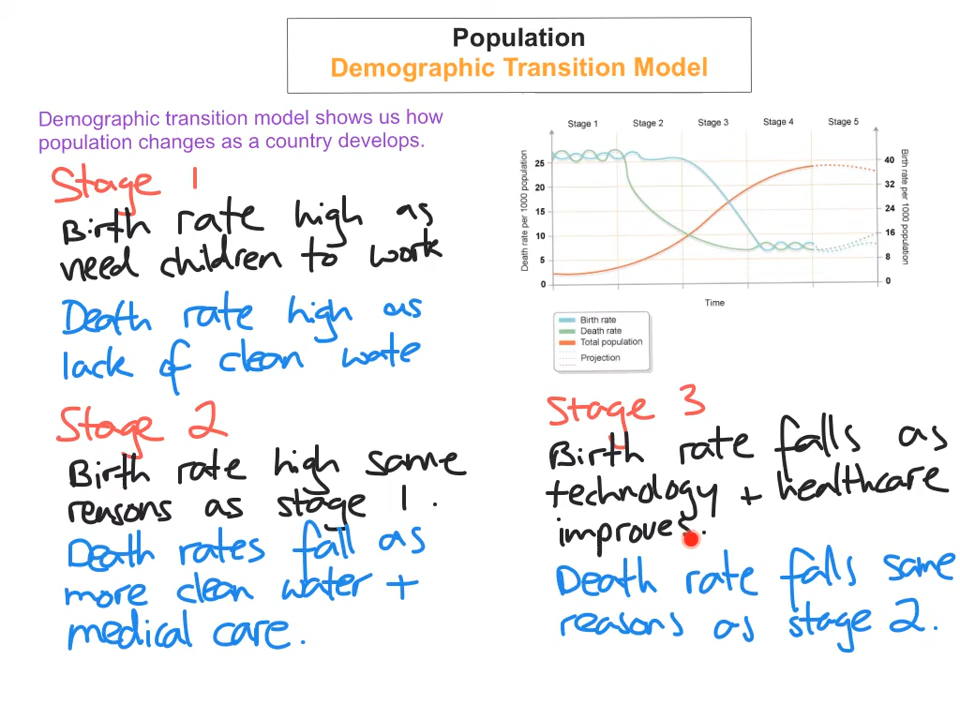 Population
Demographic Transition Model
Demographic transition model shows us how
population changes as a country develops.
Stage 1
Birth rate high as
need children to work
Death rate high as
lack of clean wate
Stage 2
Birth rate high same
reasons as stage 1.
Death rates fall as
more clean water +
medical care.
Stage 1 Stage 2 Stage 3 Stage 4 Stage 5
Death rate per 1000 population
25
20
15
10
5
0
40
32
24
16
8
0
Birth rate per 1000 population
Time
Birth rate
Death rate
Total population
Projection
Stage 3
Birth rate falls as
technology + healthcare
improves.
Death rate falls same
reasons as stage 2.